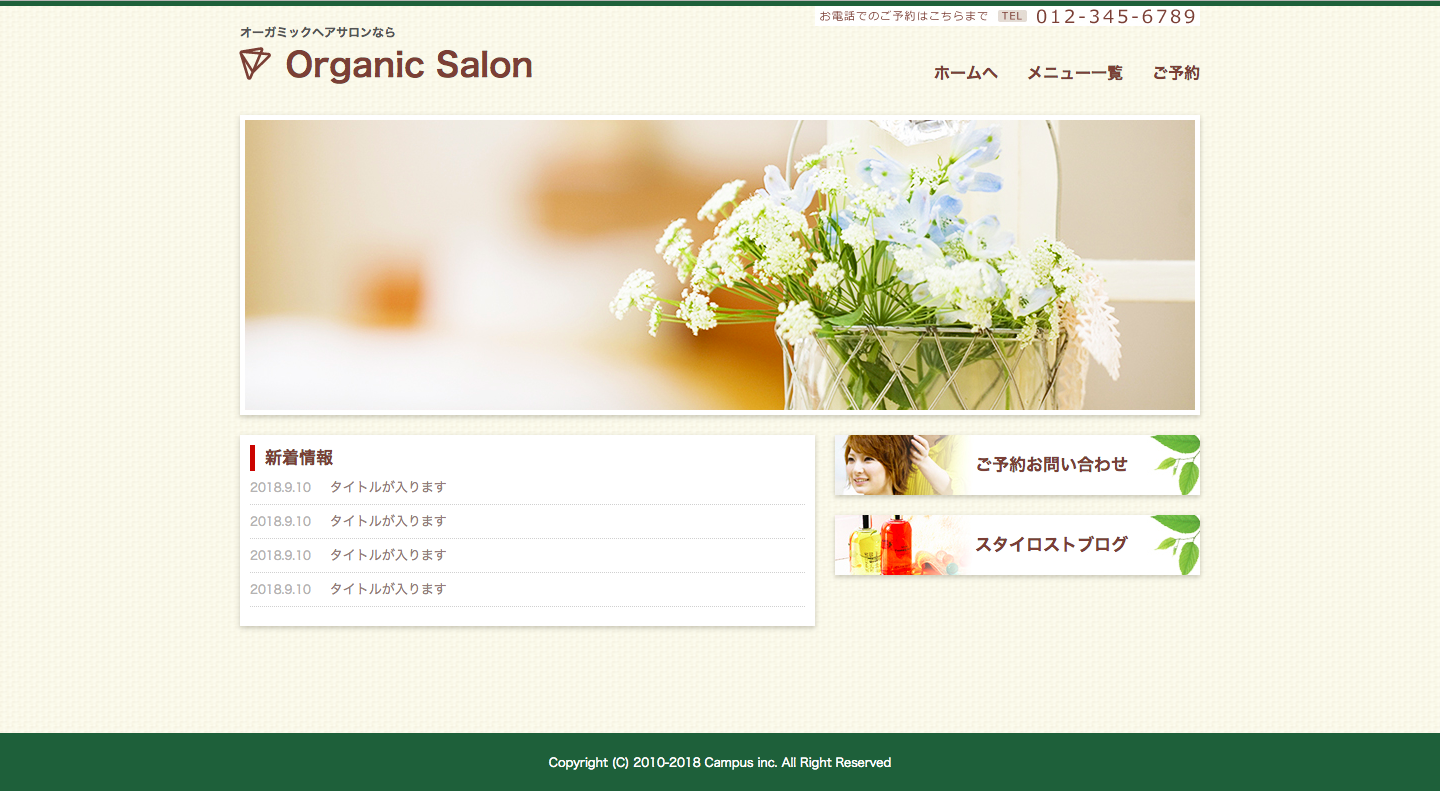 お電話でのご予約はこちらまで TEL 012-345-6789
オーガミックヘアサロンなら
Organic Salon
ホームへ メニュー一覧 ご予約
新着情報
2018.9.10 タイトルが入ります
2018.9.10 タイトルが入ります
2018.9.10 タイトルが入ります
2018.9.10 タイトルが入ります
ご予約お問い合わせ
スタイロストブログ
Copyright (C) 2010-2018 Campus inc. All Right Reserved